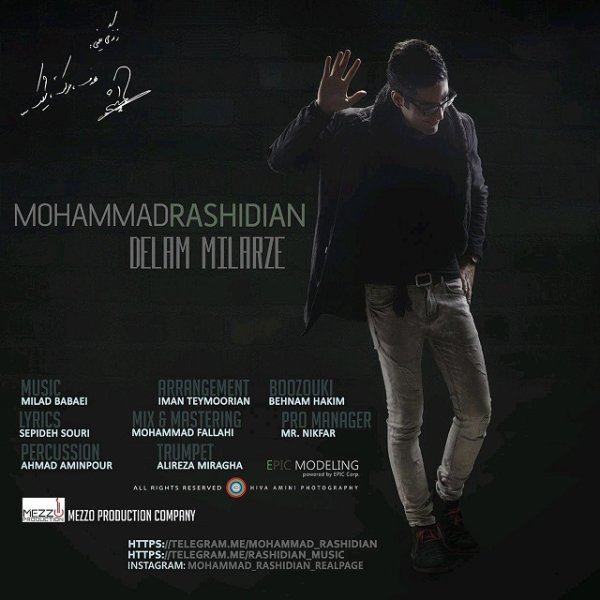 MOHAMMADRASHIDIAN
DELAM MILARZE
MUSIC
MILAD BABAEI
ARRANGEMENT
IMAN TEYMOORIAN
BOOZOUKI
BEHNAM HAKIM
LYRICS
SEPIDEH SOURI
MIX & MASTERING
MOHAMMAD FALLAHI
PRO MANAGER
MR. NIKFAR
PERCUSSION
AHMAD AMINPOUR
TRUMPET
ALIREZA MIRAGHA
EPIC MODELING
powered by EPIC Corp.
ALL RIGHTS RESERVED HIVA AMINI PHOTOGRAPHY
MEZZO
PRODUCTION
MEZZO PRODUCTION COMPANY
HTTPS://TELEGRAM.ME/MOHAMMAD_RASHIDIAN
HTTPS://TELEGRAM.ME/RASHIDIAN_MUSIC
INSTAGRAM: MOHAMMAD_RASHIDIAN_REALPAGE